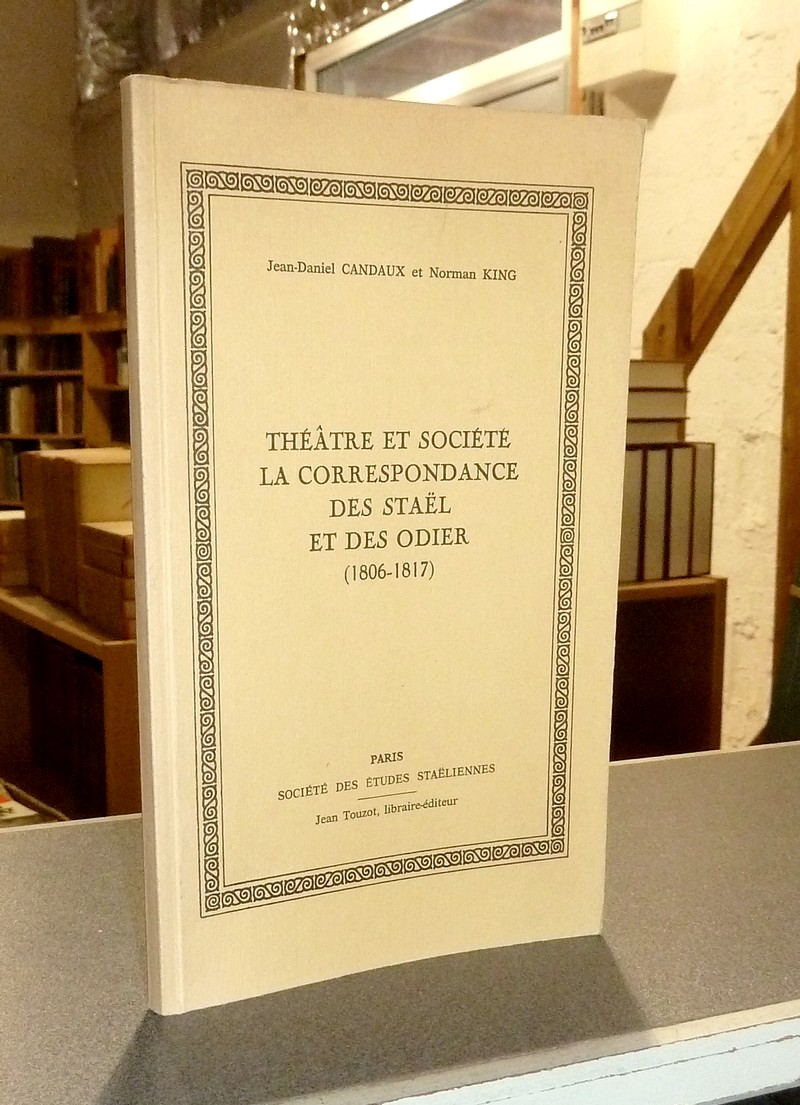 Jean-Daniel CANDAUX et Norman KING
THÉÂTRE ET SOCIÉTÉ
LA CORRESPONDANCE
DES STAËL
ET DES ODIER
(1806-1817)
PARIS
SOCIÉTÉ DES ÉTUDES STAËLIENNES
Jean Touzot, libraire-éditeur